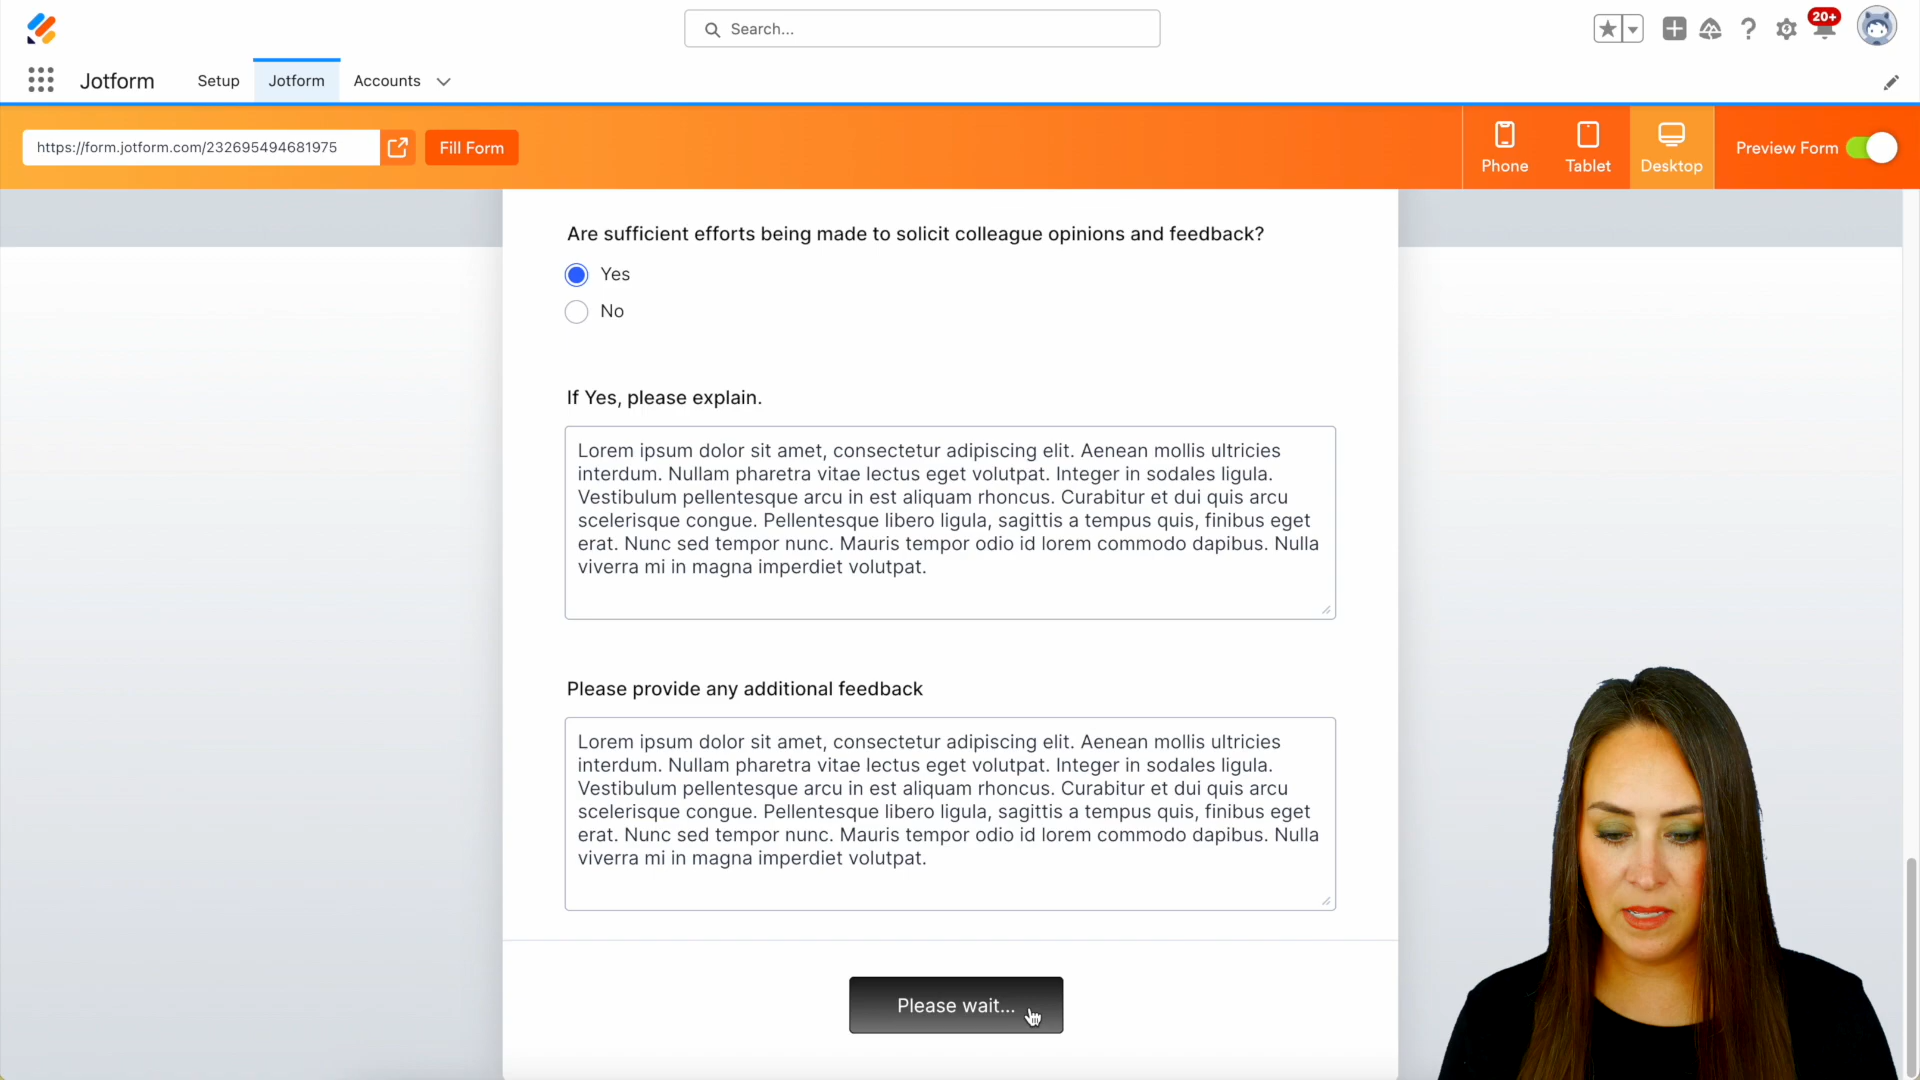 Search...
20+
Jotform
Setup
Jotform
Accounts
https://form.jotform.com/232695494681975
Fill Form
Phone
Tablet
Desktop
Preview Form
Are sufficient efforts being made to solicit colleague opinions and feedback?
Yes
No
If Yes, please explain.
Lorem ipsum dolor sit amet, consectetur adipiscing elit. Aenean mollis ultricies
interdum. Nullam pharetra vitae lectus eget volutpat. Integer in sodales ligula.
Vestibulum pellentesque arcu in est aliquam rhoncus. Curabitur et dui quis arcu
scelerisque congue. Pellentesque libero ligula, sagittis a tempus quis, finibus eget
erat. Nunc sed tempor nunc. Mauris tempor odio id lorem commodo dapibus. Nulla
viverra mi in magna imperdiet volutpat.
Please provide any additional feedback
Lorem ipsum dolor sit amet, consectetur adipiscing elit. Aenean mollis ultricies
interdum. Nullam pharetra vitae lectus eget volutpat. Integer in sodales ligula.
Vestibulum pellentesque arcu in est aliquam rhoncus. Curabitur et dui quis arcu
scelerisque congue. Pellentesque libero ligula, sagittis a tempus quis, finibus eget
erat. Nunc sed tempor nunc. Mauris tempor odio id lorem commodo dapibus. Nulla
viverra mi in magna imperdiet volutpat.
Please wait...